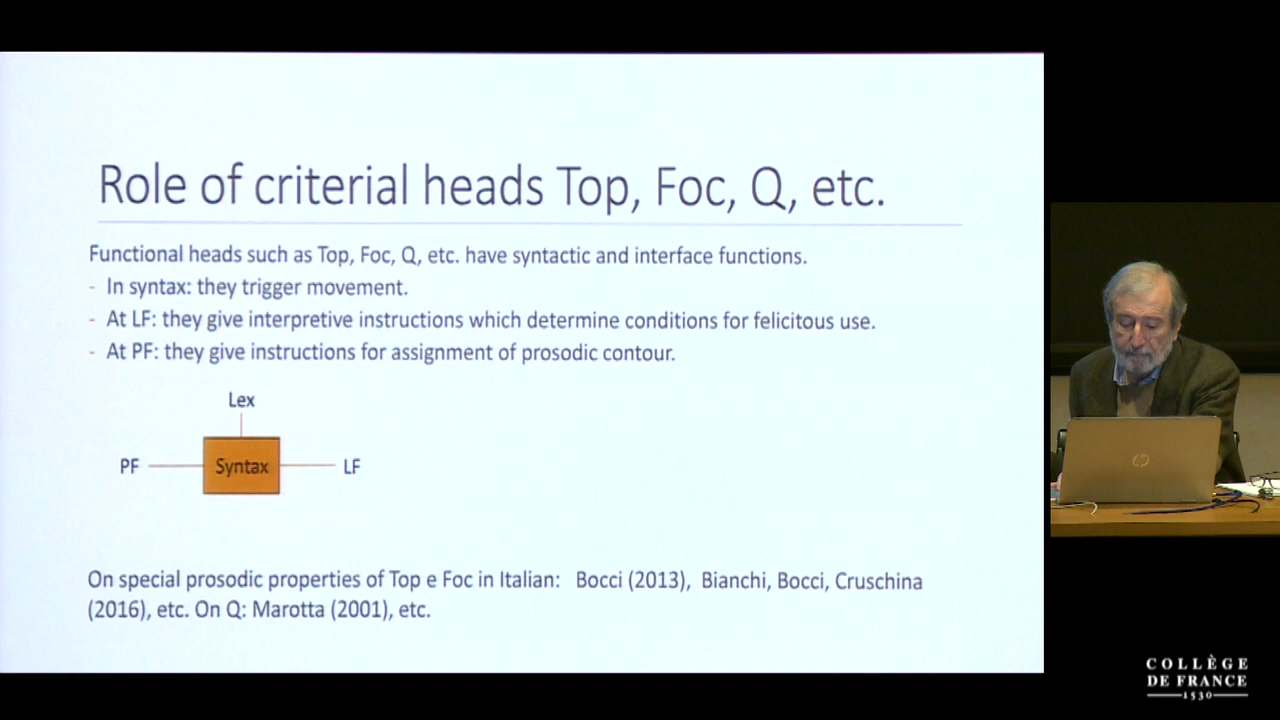 Role of criterial heads Top, Foc, Q, etc.
Functional heads such as Top, Foc, Q, etc. have syntactic and interface functions.
- In syntax: they trigger movement.
- At LF: they give interpretive instructions which determine conditions for felicitous use.
- At PF: they give instructions for assignment of prosodic contour.
Lex
PF
Syntax
LF
On special prosodic properties of Top e Foc in Italian: Bocci (2013), Bianchi, Bocci, Cruschina
(2016), etc. On Q: Marotta (2001), etc.
hp
COLLÈGE
DE FRANCE
1530